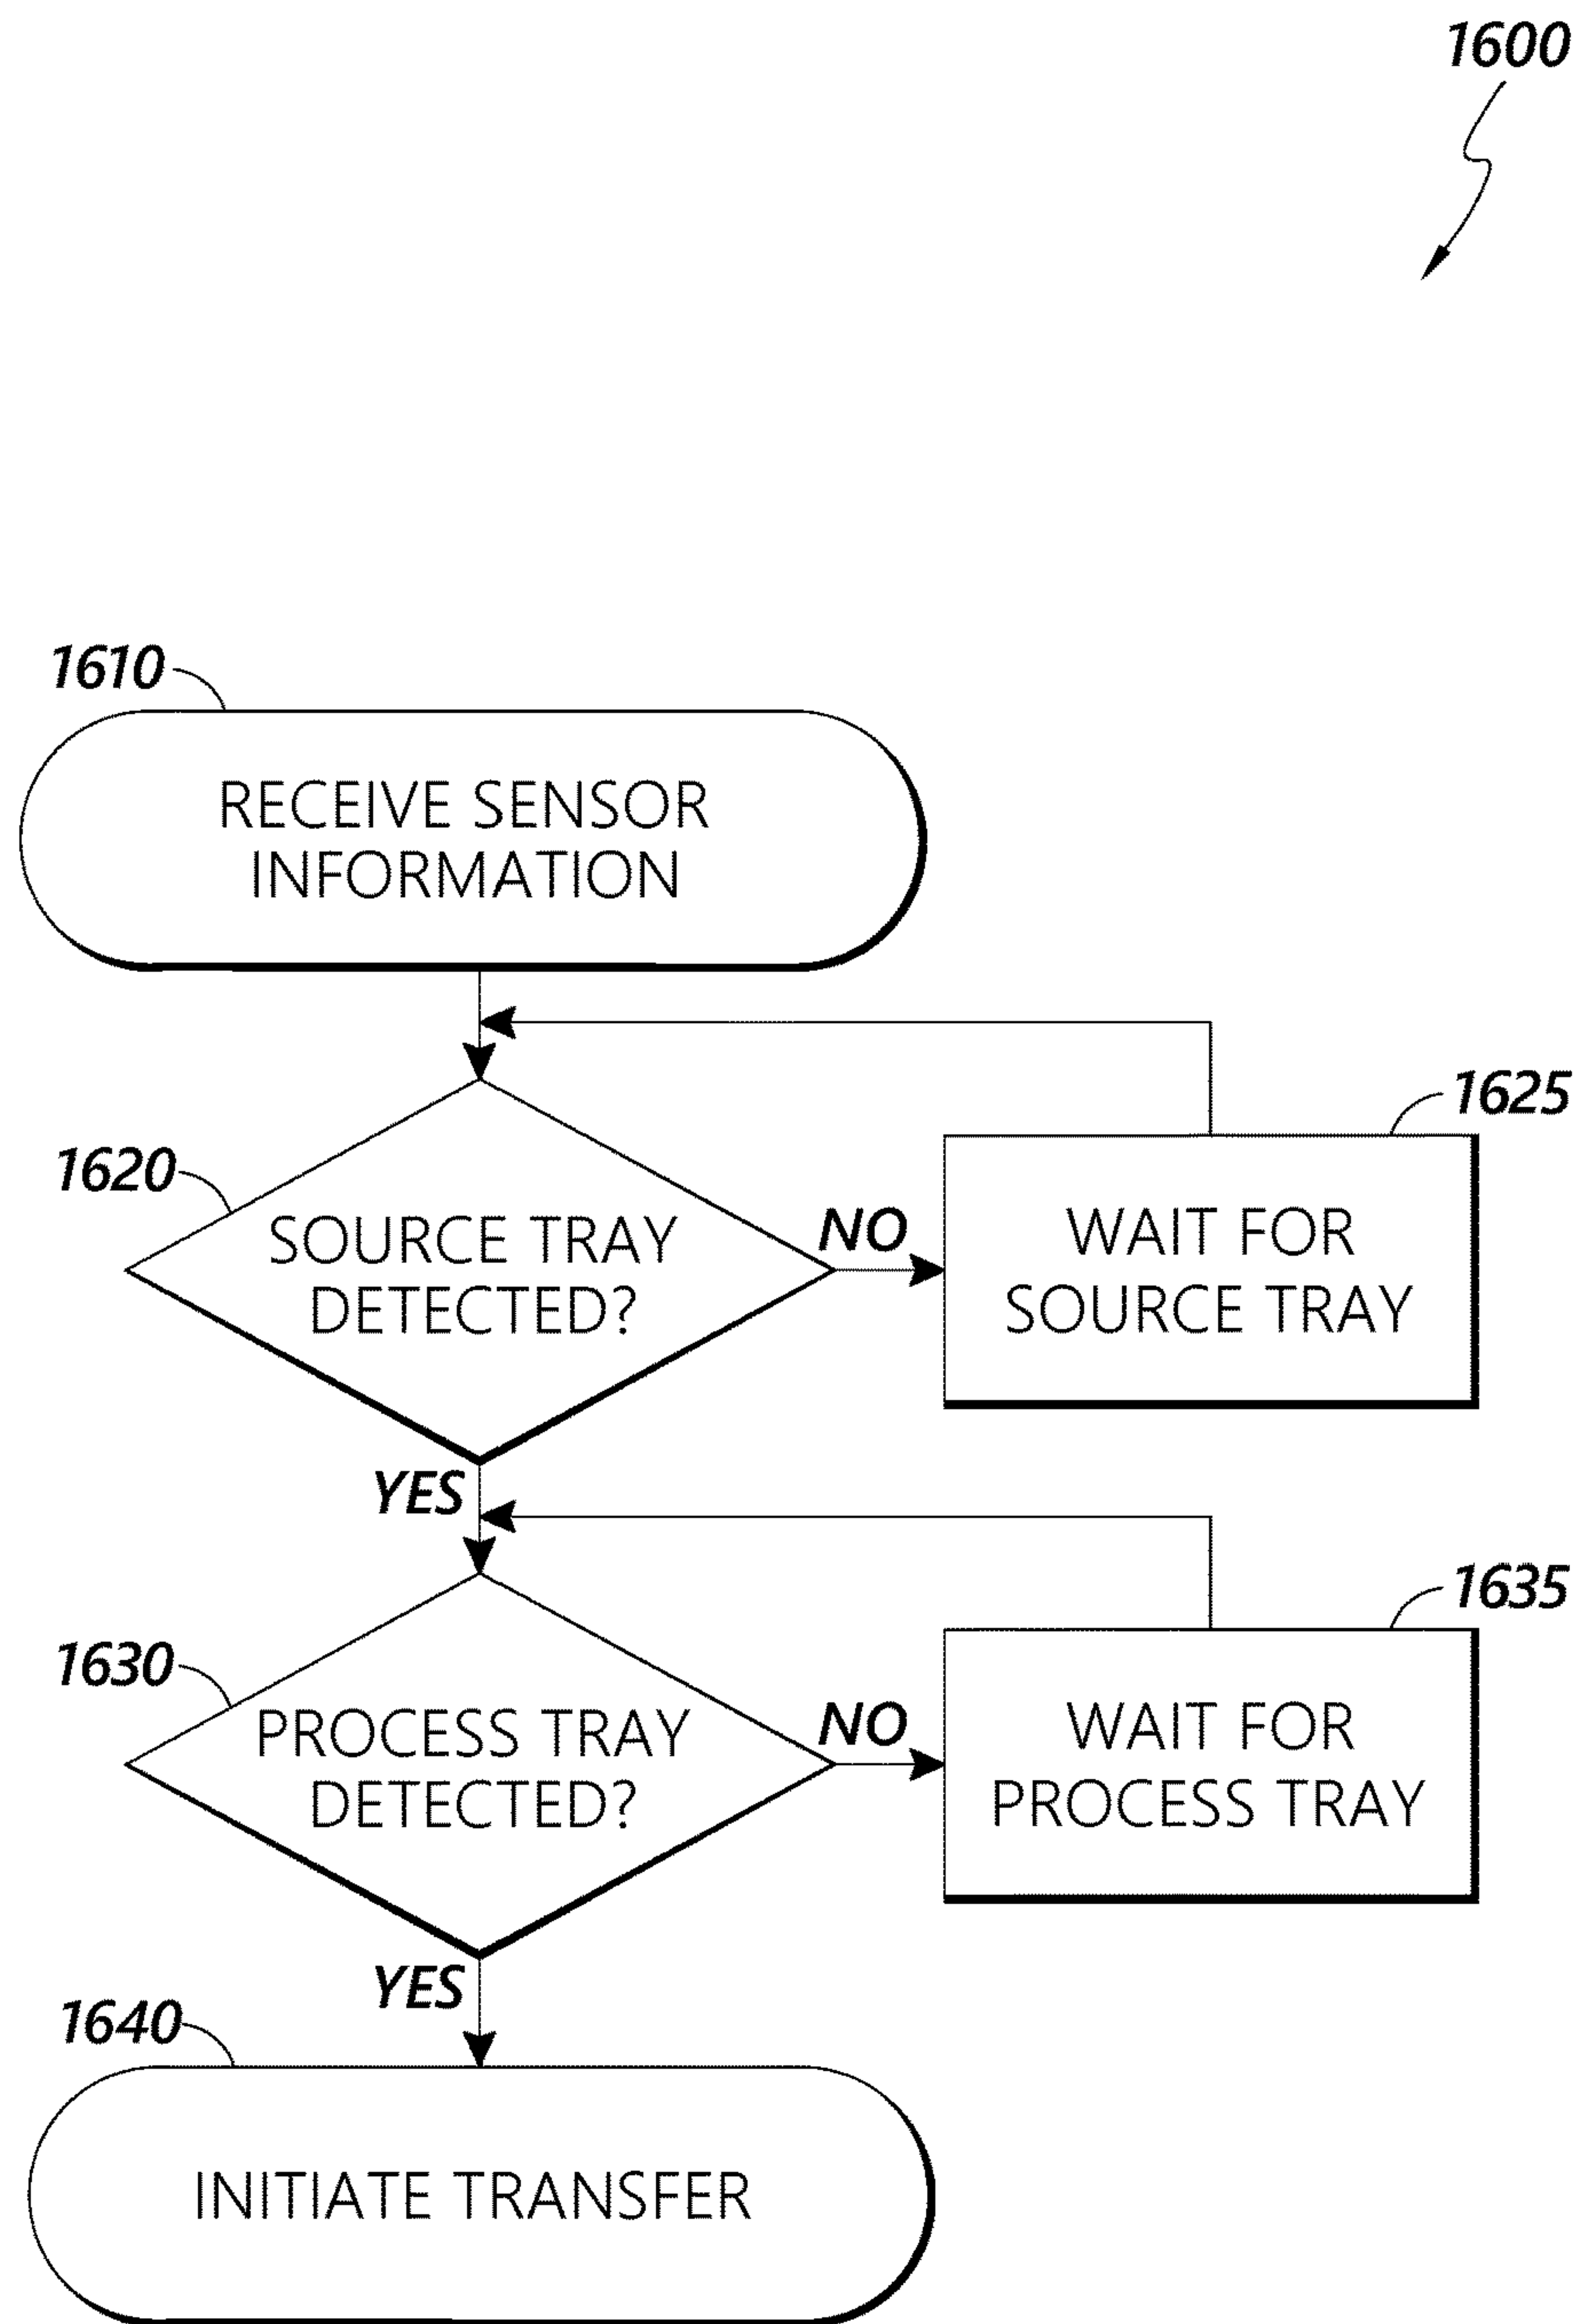 1600
1610
RECEIVE SENSOR
INFORMATION
1620
SOURCE TRAY
DETECTED?
NO
1625
WAIT FOR
SOURCE TRAY
YES
1630
PROCESS TRAY
DETECTED?
NO
1635
WAIT FOR
PROCESS TRAY
YES
1640
INITIATE TRANSFER